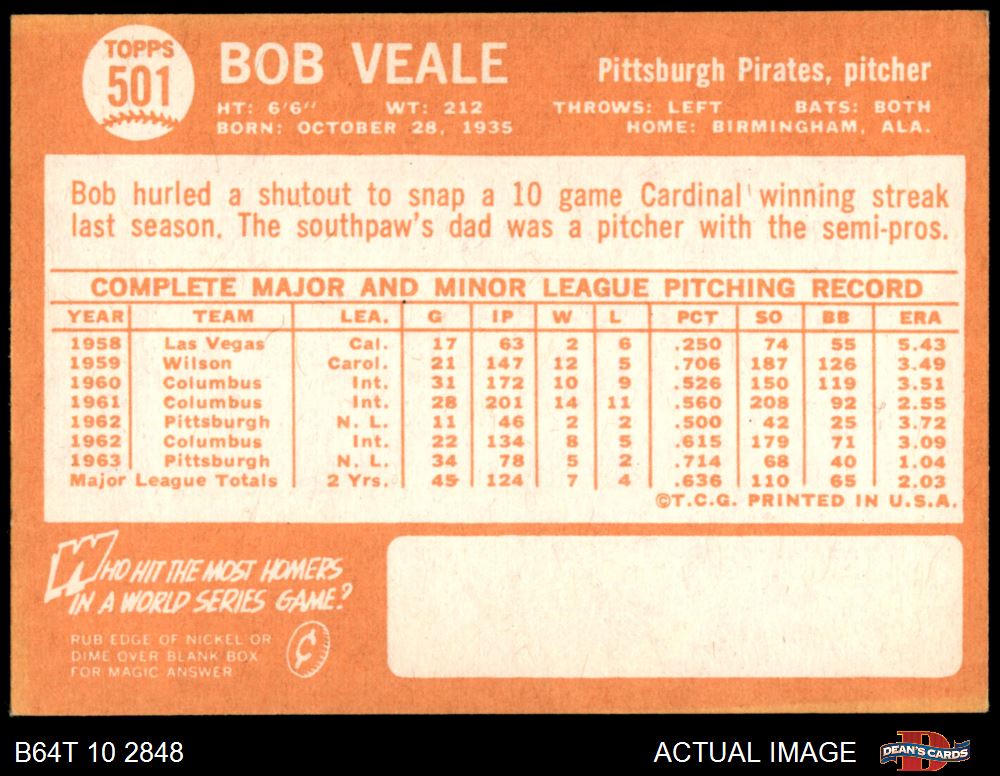 TOPPS
501
BOB VEALE
Pittsburgh Pirates, pitcher
HT: 6'6" WT: 212 THROWS: LEFT BATS: BOTH
BORN: OCTOBER 28, 1935 HOME: BIRMINGHAM, ALA.
Bob hurled a shutout to snap a 10 game Cardinal winning streak
last season. The southpaw's dad was a pitcher with the semi-pros.
COMPLETE MAJOR AND MINOR LEAGUE PITCHING RECORD
YEAR TEAM LEA. G IP W L PCT SO BB ERA
1958 Las Vegas Cal. 17 63 2 6 .250 74 55 5.43
1959 Wilson Carol. 21 147 12 5 .706 187 126 3.49
1960 Columbus Int. 31 172 10 9 .526 150 119 3.51
1961 Columbus Int. 28 201 14 11 .560 208 92 2.55
1962 Pittsburgh N. L. 11 46 2 2 .500 42 25 3.72
1962 Columbus Int. 22 134 8 5 .615 179 71 3.09
1963 Pittsburgh N. L. 34 78 5 2 .714 68 40 1.04
Major League Totals 2 Yrs. 45 124 7 4 .636 110 65 2.03
©T.C.G. PRINTED IN U.S.A.
WHO HIT THE MOST HOMERS
IN A WORLD SERIES GAME?
RUB EDGE OF NICKEL OR
DIME OVER BLANK BOX
FOR MAGIC ANSWER
¢
B64T 10 2848
ACTUAL IMAGE
D
DEAN'S CARDS